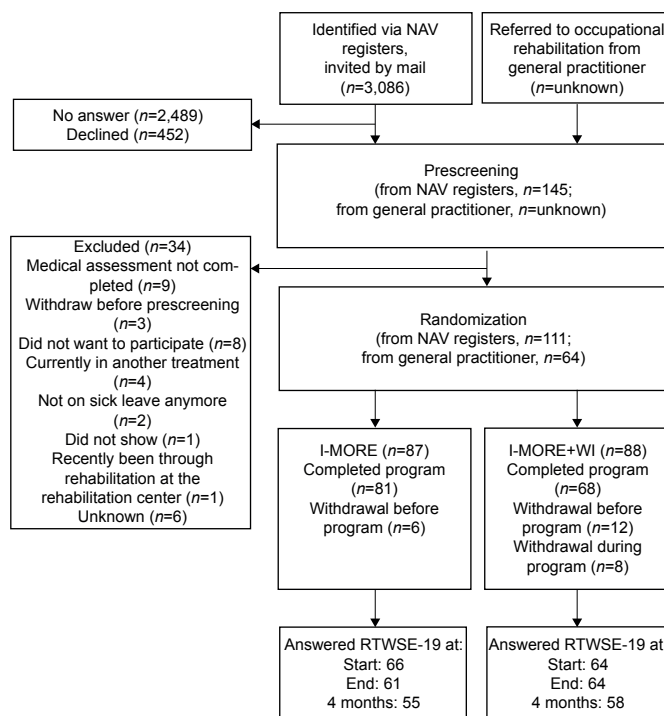 Identified via NAV
registers,
invited by mail
(n=3,086)
Referred to occupational
rehabilitation from
general practitioner
(n=unknown)
No answer (n=2,489)
Declined (n=452)
Prescreening
(from NAV registers, n=145;
from general practitioner, n=unknown)
Excluded (n=34)
Medical assessment not com-
pleted (n=9)
Withdraw before prescreening
(n=3)
Did not want to participate (n=8)
Currently in another treatment
(n=4)
Not on sick leave anymore
(n=2)
Did not show (n=1)
Recently been through
rehabilitation at the
rehabilitation center (n=1)
Unknown (n=6)
Randomization
(from NAV registers, n=111;
from general practitioner, n=64)
I-MORE (n=87)
Completed program
(n=81)
Withdrawal before
program (n=6)
I-MORE+WI (n=88)
Completed program
(n=68)
Withdrawal before
program (n=12)
Withdrawal during
program (n=8)
Answered RTWSE-19 at:
Start: 66
End: 61
4 months: 55
Answered RTWSE-19 at:
Start: 64
End: 64
4 months: 58